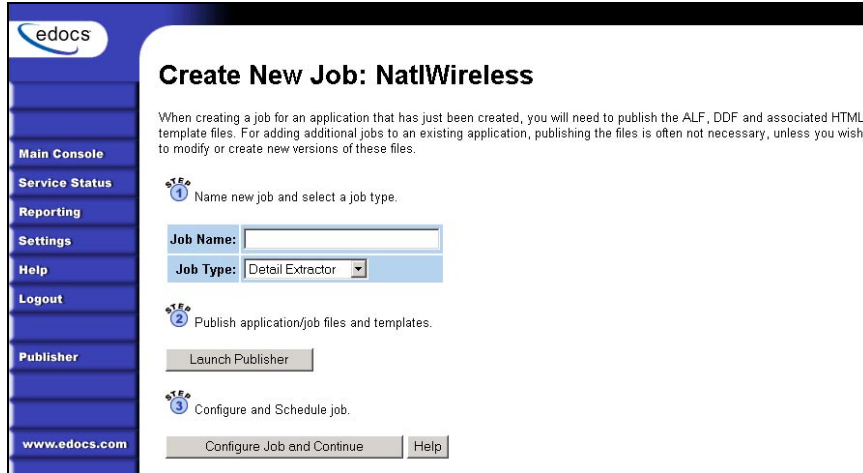 edocs
Main Console
Service Status
Reporting
Settings
Help
Logout
Publisher
www.edocs.com
Create New Job: NatlWireless
When creating a job for an application that has just been created, you will need to publish the ALF, DDF and associated HTML
template files. For adding additional jobs to an existing application, publishing the files is often not necessary, unless you wish
to modify or create new versions of these files.
STEP 1 Name new job and select a job type.
Job Name:
Job Type: Detail Extractor
STEP 2 Publish application/job files and templates.
Launch Publisher
STEP 3 Configure and Schedule job.
Configure Job and Continue Help